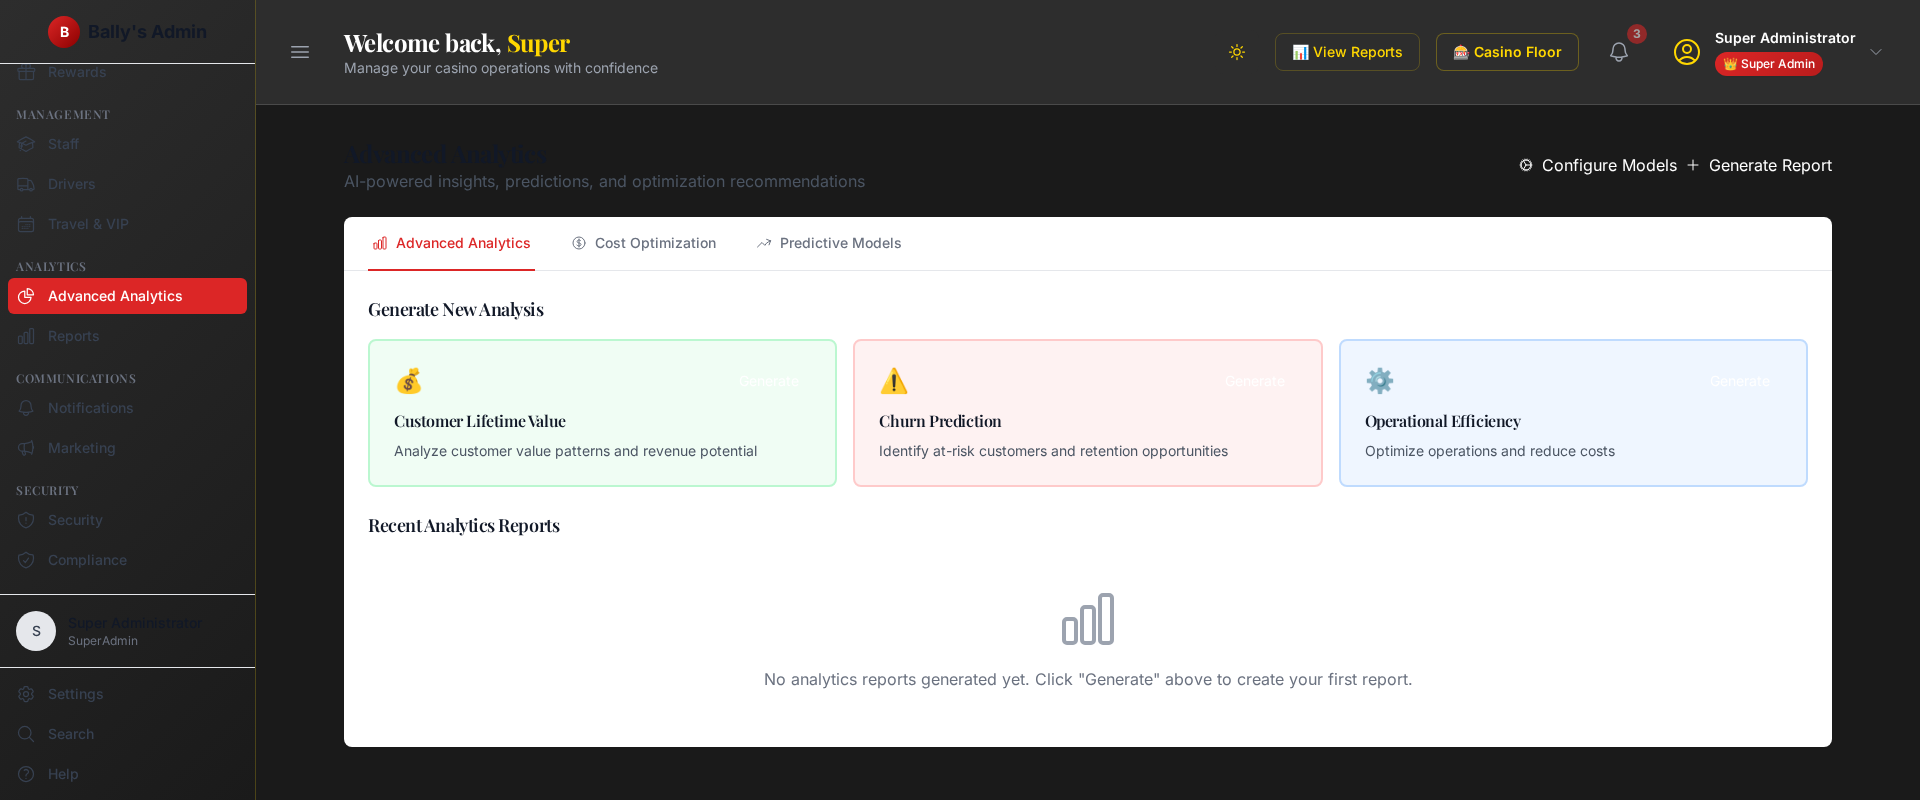 B Bally's Admin
Rewards
MANAGEMENT
Staff
Drivers
Travel & VIP
ANALYTICS
Advanced Analytics
Reports
COMMUNICATIONS
Notifications
Marketing
SECURITY
Security
Compliance
S
Super Administrator
SuperAdmin
Settings
Search
Help
Welcome back, Super
Manage your casino operations with confidence
View Reports
Casino Floor
3
Super Administrator
Super Admin
Advanced Analytics
AI-powered insights, predictions, and optimization recommendations
Configure Models
Generate Report
Advanced Analytics
Cost Optimization
Predictive Models
Generate New Analysis
Generate
Customer Lifetime Value
Analyze customer value patterns and revenue potential
Generate
Churn Prediction
Identify at-risk customers and retention opportunities
Generate
Operational Efficiency
Optimize operations and reduce costs
Recent Analytics Reports
No analytics reports generated yet. Click "Generate" above to create your first report.